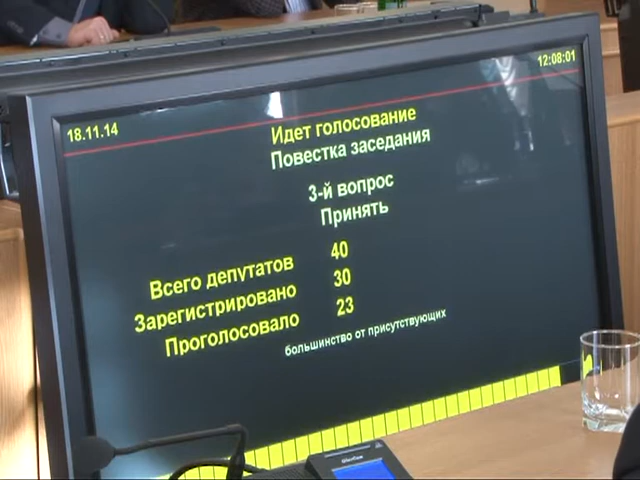 18.11.14 12:08:01
Идет голосование
Повестка заседания
3-й вопрос
Принять
Всего депутатов 40
Зарегистрировано 30
Проголосовало 23
большинство от присутствующих